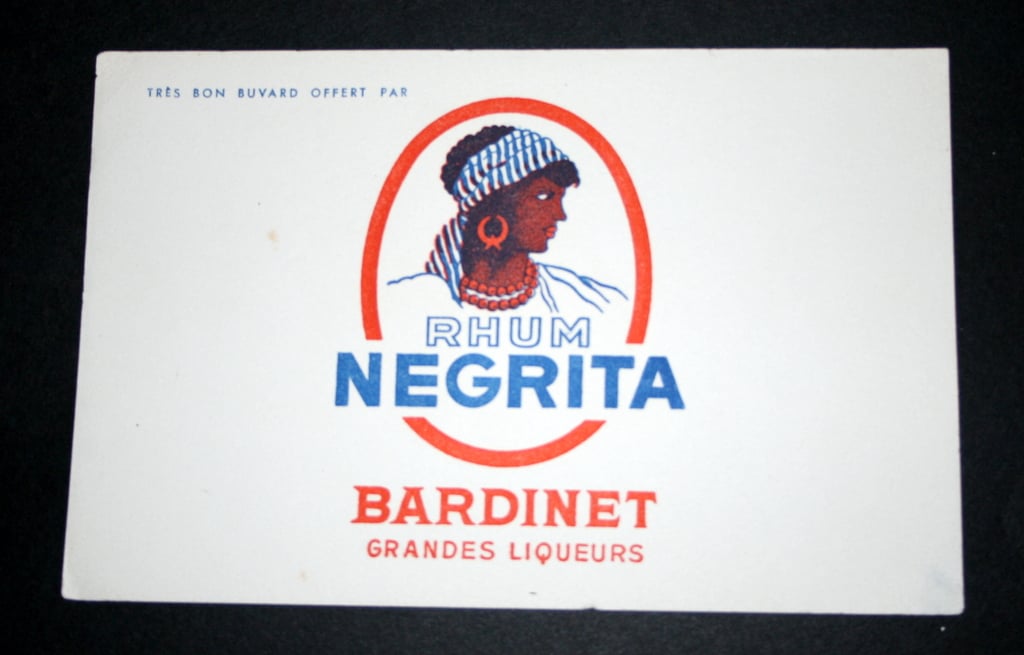 TRÈS BON BUVARD OFFERT PAR
RHUM
NEGRITA
BARDINET
GRANDES LIQUEURS